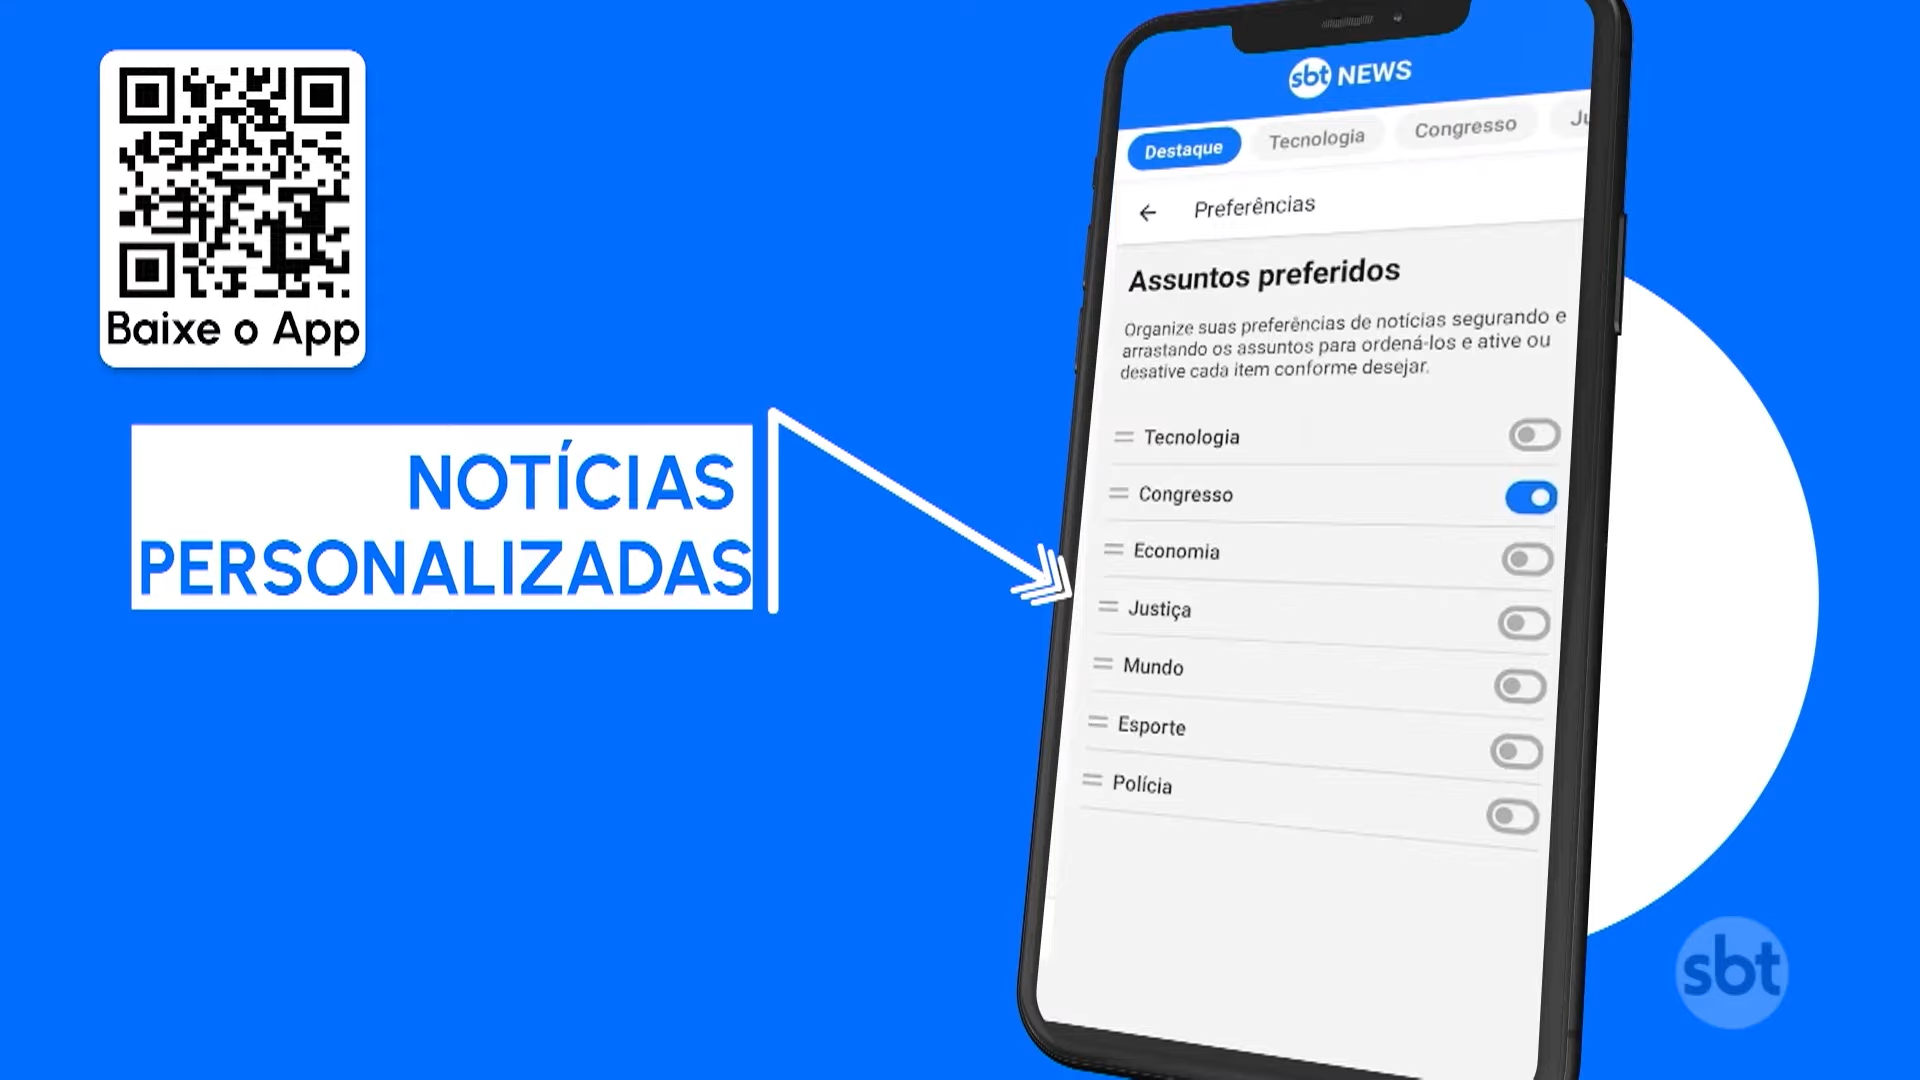 Baixe o App
NOTÍCIAS
PERSONALIZADAS
sbt NEWS
Destaque Tecnologia Congresso Ju
Preferências
Assuntos preferidos
Organize suas preferências de notícias segurando e
arrastando os assuntos para ordená-los e ative ou
desative cada item conforme desejar.
Tecnologia
Congresso
Economia
Justiça
Mundo
Esporte
Polícia
sbt